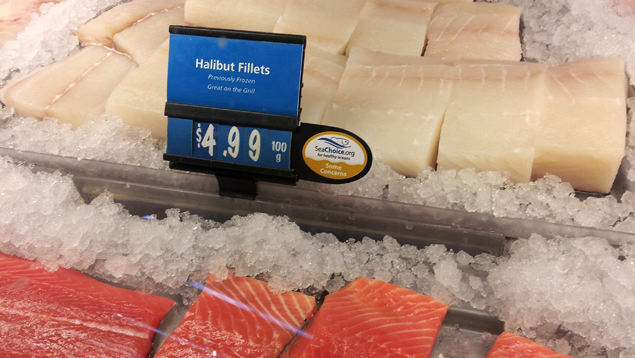 Halibut Fillets
Previously Frozen
Great on the Grill
$4.99 100 g
SeaChoice.org
for healthy oceans
Some
Concerns